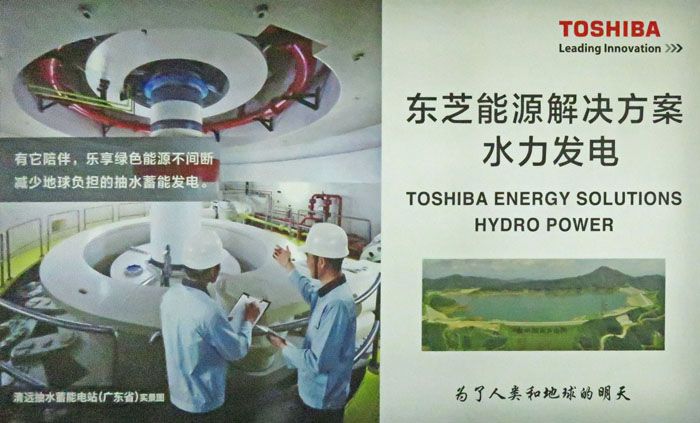 有它陪伴，乐享绿色能源不间断
减少地球负担的抽水蓄能发电。
清远抽水蓄能电站（广东省）实景图
TOSHIBA
Leading Innovation >>>
东芝能源解决方案
水力发电
TOSHIBA ENERGY SOLUTIONS
HYDRO POWER
为了人类和地球的明天